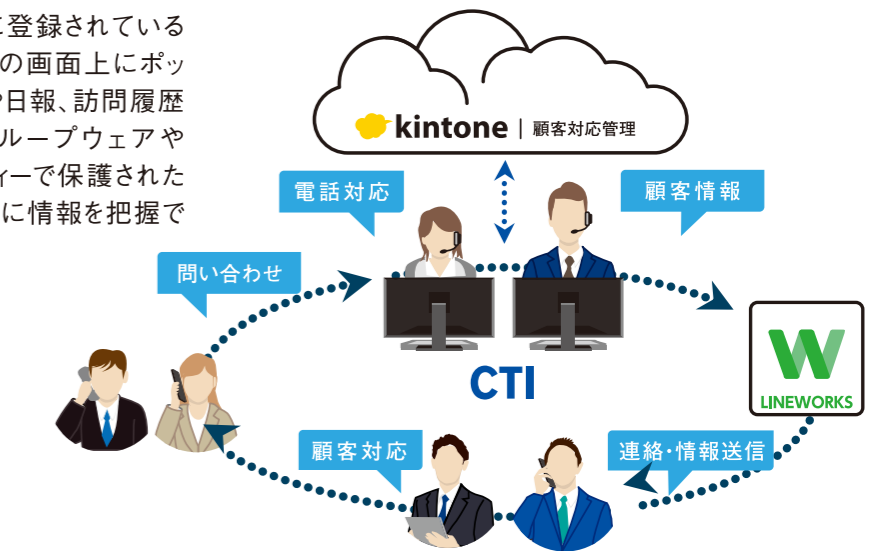 に登録されている
の画面上にポッ
や日報、訪問履歴
ループウェアや
ィーで保護された
に情報を把握で
kintone | 顧客対応管理
電話対応
顧客情報
問い合わせ
CTI
W
LINEWORKS
顧客対応
連絡・情報送信